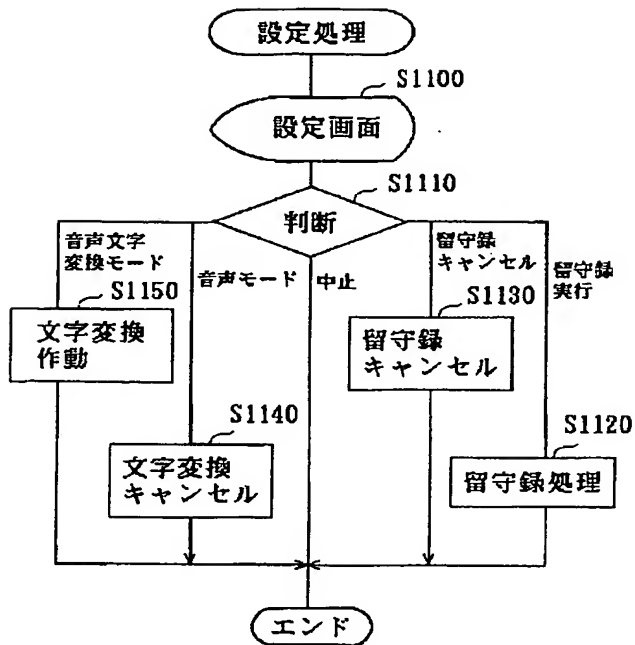 設定処理
S1100
設定画面
S1110
判断
音声文字
変換モード
音声モード
中止
留守録
キャンセル
留守録
実行
S1150
文字変換
作動
S1130
留守録
キャンセル
S1140
文字変換
キャンセル
S1120
留守録処理
エンド